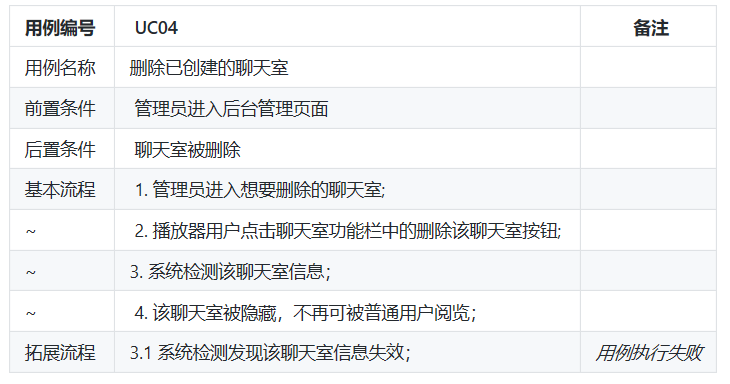 用例编号 UC04 备注
用例名称 删除已创建的聊天室
前置条件 管理员进入后台管理页面
后置条件 聊天室被删除
基本流程 1. 管理员进入想要删除的聊天室;
~ 2. 播放器用户点击聊天室功能栏中的删除该聊天室按钮;
~ 3. 系统检测该聊天室信息；
~ 4. 该聊天室被隐藏，不再可被普通用户阅览；
拓展流程 3.1 系统检测发现该聊天室信息失效； 用例执行失败